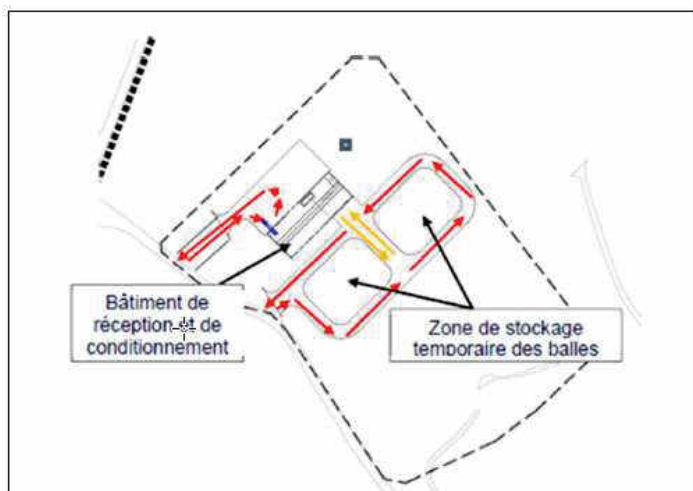 Bâtiment de
réception et de
conditionnement
Zone de stockage
temporaire des balles